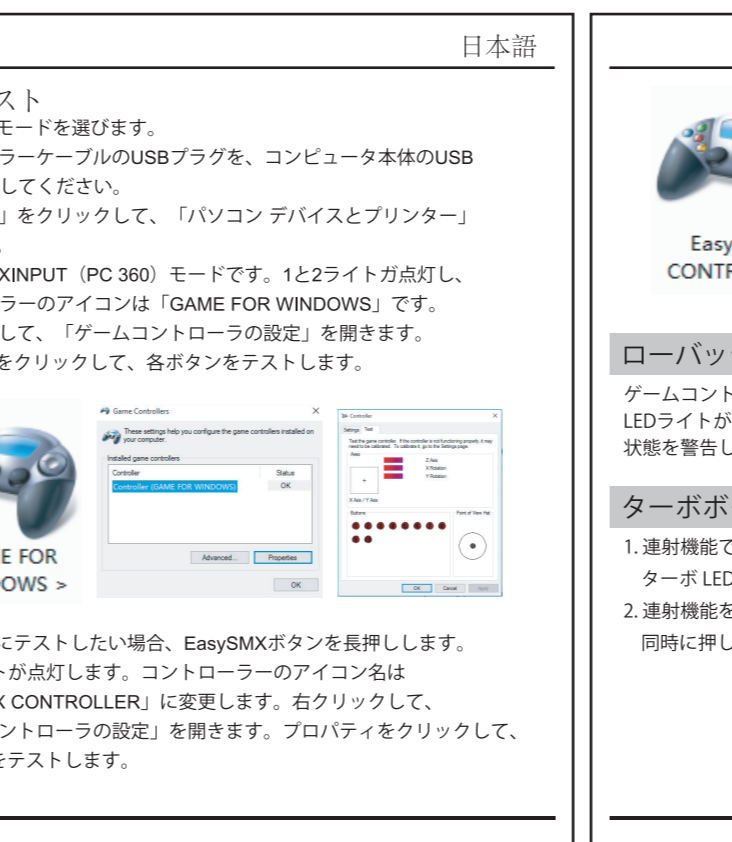 日本語
スト
モードを選びます。
ラーケーブルのUSBプラグを、コンピュータ本体のUSB
してください。
」をクリックして、「パソコン デバイスとプリンター」
。
XINPUT（PC 360）モードです。1と2ライトガ点灯し、
ラーのアイコンは「GAME FOR WINDOWS」です。
して、「ゲームコントローラの設定」を開きます。
をクリックして、各ボタンをテストします。
E FOR
OWS >
Game Controllers
These settings help you configure the game controllers installed on
your computer.
Installed game controllers
Controller Status
Controller (GAME FOR WINDOWS) OK
Advanced... Properties
OK
Controller
Settings Test
Test the game controller. If the controller is not functioning properly, it may
need to be calibrated. To calibrate it, go to the Settings page.
Axes
Z Axis
X Rotation
Y Rotation
X Axis / Y Axis
Buttons Point of View Hat
OK Cancel Apply
にテストしたい場合、EasySMXボタンを長押しします。
トが点灯します。コントローラーのアイコン名は
X CONTROLLER」に変更します。右クリックして、
ントローラの設定」を開きます。プロパティをクリックして、
をテストします。
Easy
CONTR
ローバッ
ゲームコント
LEDライトが
状態を警告し
ターボボ
1. 連射機能で
ターボ LED
2. 連射機能を
同時に押し